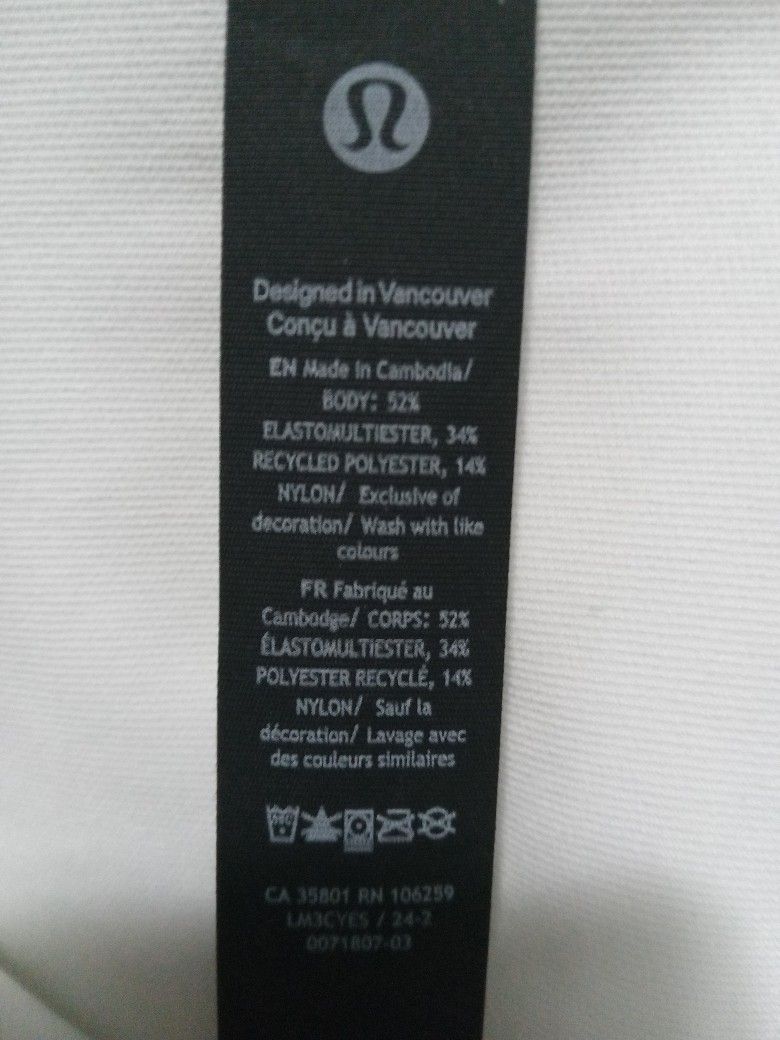 Designed in Vancouver
Conçu à Vancouver
EN Made in Cambodia/
BODY: 52%
ELASTOMULTIESTER, 34%
RECYCLED POLYESTER, 14%
NYLON/ Exclusive of
decoration/ Wash with like
colours
FR Fabriqué au
Cambodge/ CORPS: 52%
ÉLASTOMULTIESTER, 34%
POLYESTER RECYCLÉ, 14%
NYLON/ Sauf la
décoration/ Lavage avec
des couleurs similaires
CA 35801 RN 106259
LM3CYES / 24-2
0071807-03